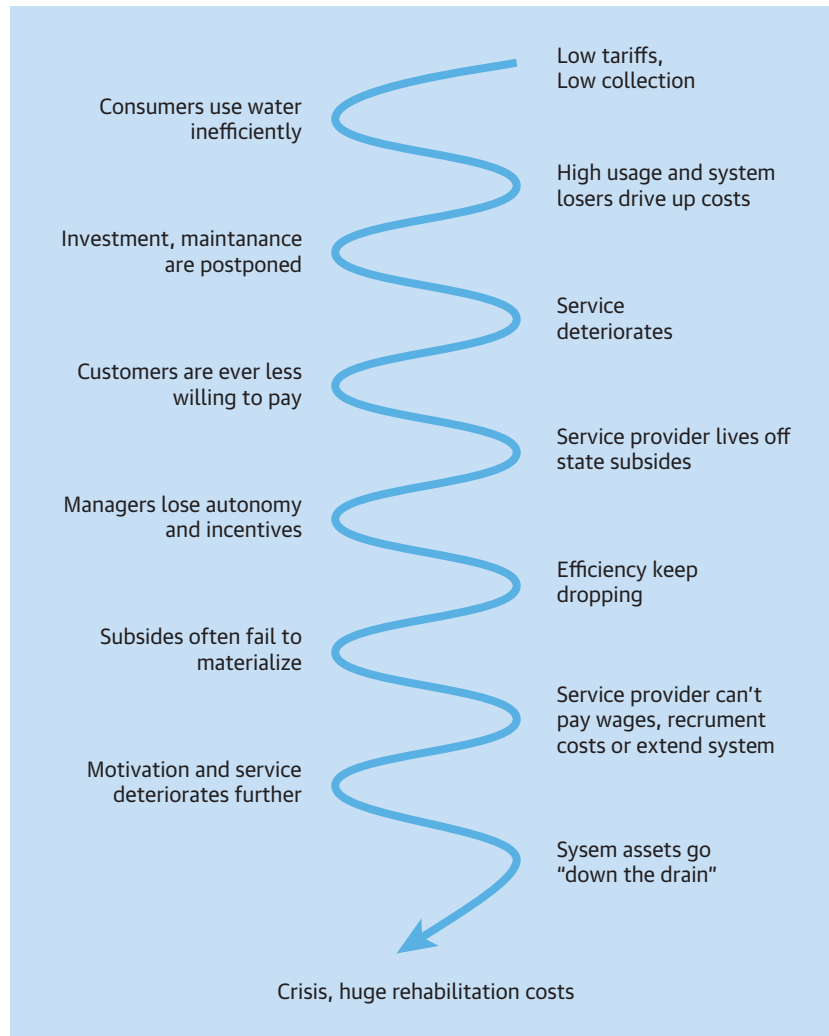 Low tariffs,
Low collection
Consumers use water
inefficiently
High usage and system
losers drive up costs
Investment, maintanance
are postponed
Service
deteriorates
Customers are ever less
willing to pay
Service provider lives off
state subsides
Managers lose autonomy
and incentives
Efficiency keep
dropping
Subsides often fail to
materialize
Service provider can’t
pay wages, recrument
costs or extend system
Motivation and service
deteriorates further
Sysem assets go
“down the drain”
Crisis, huge rehabilitation costs